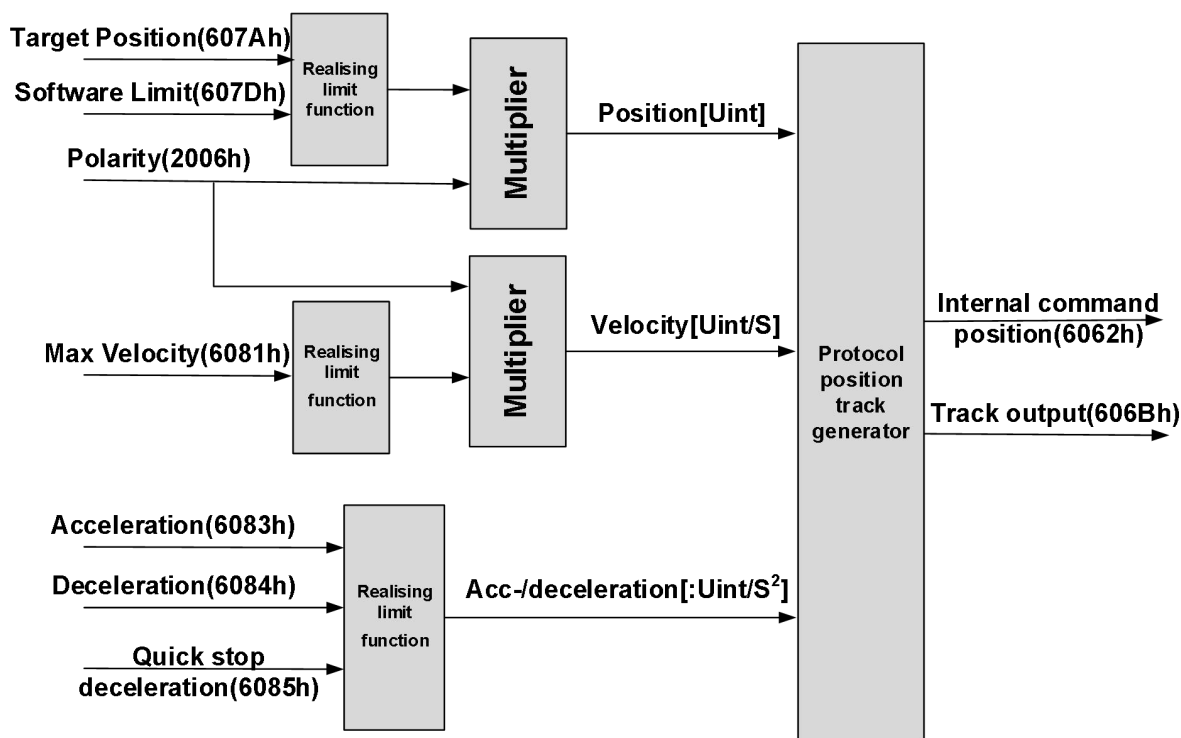 Target Position(607Ah)
Software Limit(607Dh)
Realising
limit
function
Polarity(2006h)
Multiplier
Position[Uint]
Max Velocity(6081h)
Realising
limit
function
Multiplier
Velocity[Uint/S]
Acceleration(6083h)
Deceleration(6084h)
Quick stop
deceleration(6085h)
Realising
limit
function
Acc-/deceleration[:Uint/S²]
Protocol
position
track
generator
Internal command
position(6062h)
Track output(606Bh)